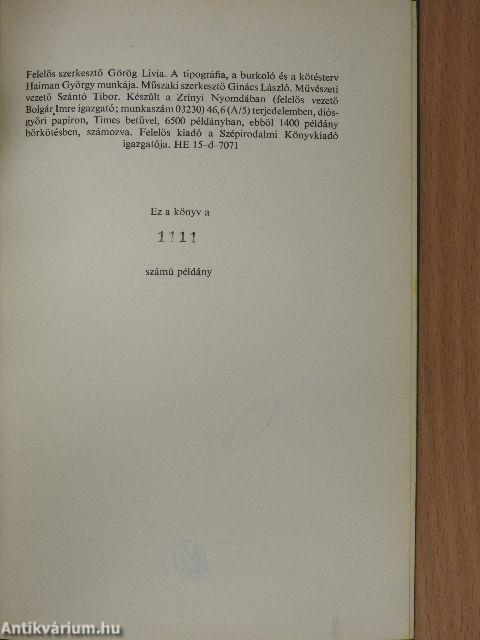 Felelős szerkesztő Görög Lívia. A tipográfia, a burkoló és a kötésterv
Haiman György munkája. Műszaki szerkesztő Ginács László. Művészeti
vezető Szántó Tibor. Készült a Zrínyi Nyomdában (felelős vezető
Bolgár Imre igazgató; munkaszám 03230) 46,6 (A/5) terjedelemben, diós-
győri papíron, Times betűvel, 6500 példányban, ebből 1400 példány
bőrkötésben, számozva. Felelős kiadó a Szépirodalmi Könyvkiadó
igazgatója. HE 15–d–7071
Ez a könyv a
1111
számú példány
Antikvárium.hu